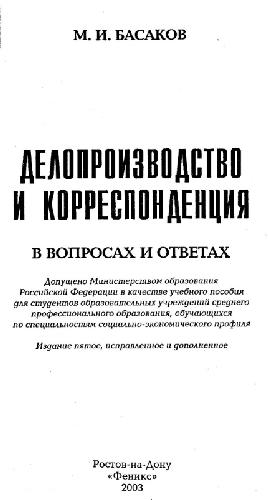 М. И. БАСАКОВ
ДЕЛОПРОИЗВОДСТВО
И КОРРЕСПОНДЕНЦИЯ
В ВОПРОСАХ И ОТВЕТАХ
Допущено Министерством образования
Российской Федерации в качестве учебного пособия
для студентов образовательных учреждений среднего
профессионального образования, обучающихся
по специальностям социально-экономического профиля
Издание пятое, исправленное и дополненное
Ростов-на-Дону
«Феникс»
2003